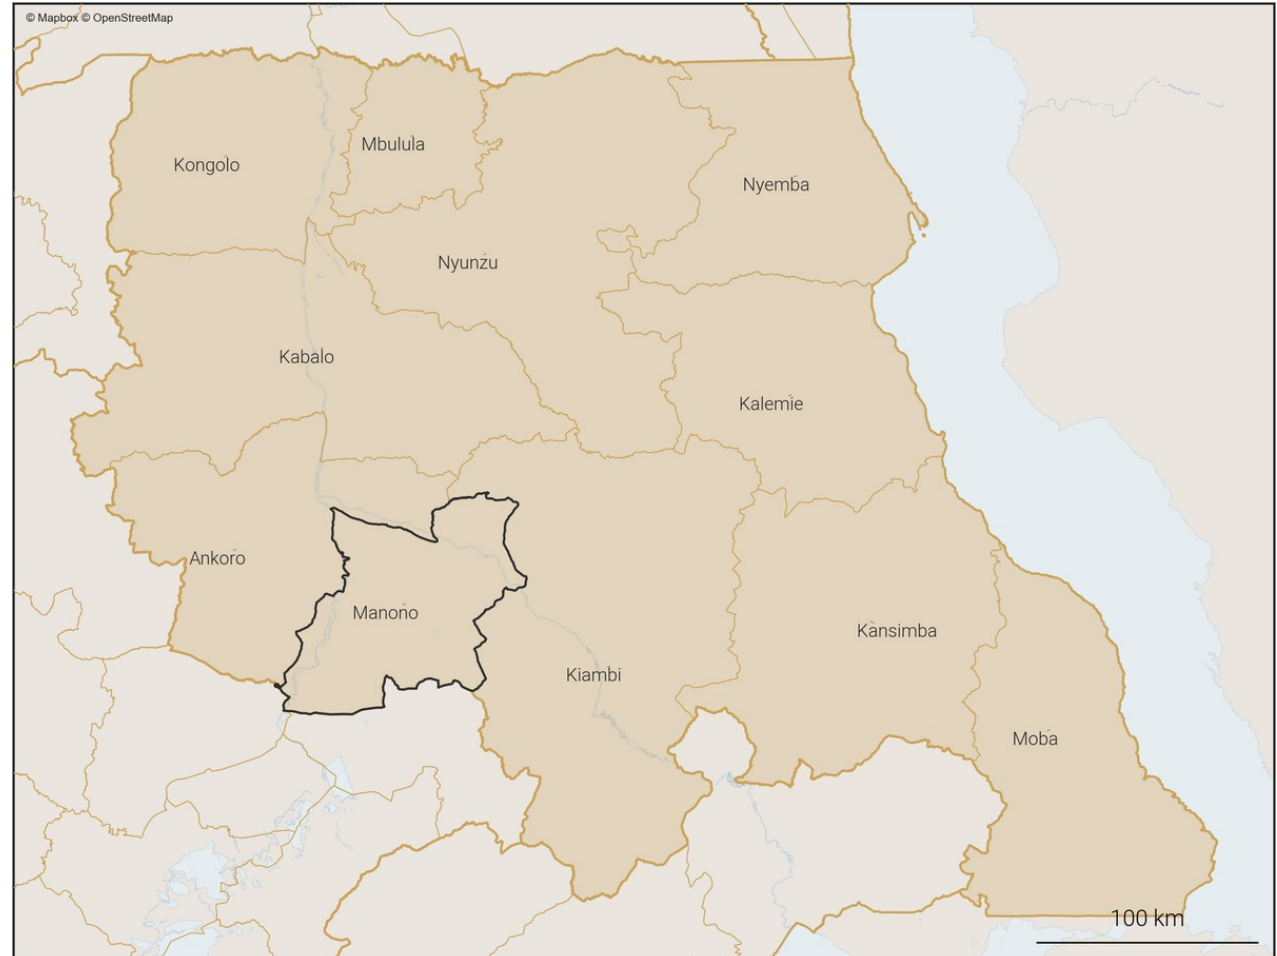 © Mapbox © OpenStreetMap
Mbulula
Kongolo
Nyemba
Nyunzu
Kabalo
Kalemie
Ankoro
Manono
Kansimba
Kiambi
Moba
100 km